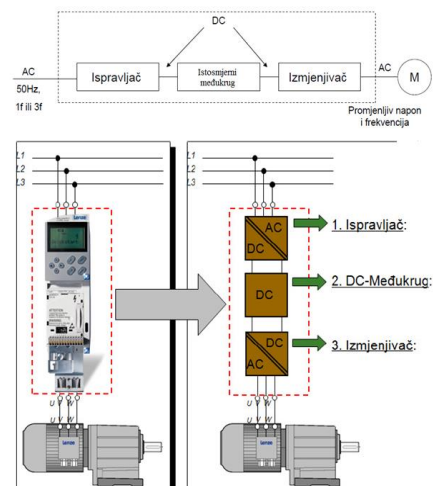 DC
AC
Ispravljač
Istosmjerni
međukrug
Izmjenjivač
AC
M
50Hz,
1f ili 3f
Promjenljiv napon
i frekvencija
L1
L2
L3
U V W
U V W
L1
L2
L3
AC
DC
1. Ispravljač:
DC
2. DC-Međukrug:
DC
AC
3. Izmjenjivač:
U V W
U V W